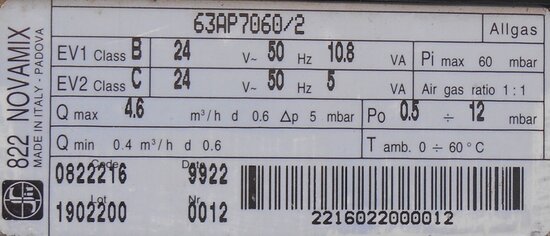 822 NOVAMIX
MADE IN ITALY - PADOVA
63AP7060/2 Allgas
EV1 Class B 24 V~ 50 Hz 10.8 VA Pi max 60 mbar
EV2 Class C 24 V~ 50 Hz 5 VA Air gas ratio 1 : 1
Q max 4.6 m³/h d 0.6 Δp 5 mbar Po 0.5 ÷ 12 mbar
Q min 0.4 m³/h d 0.6 T amb. 0 ÷ 60°C
Code Date
0822216 9922
Lot Nr
1902200 0012
2216022000012